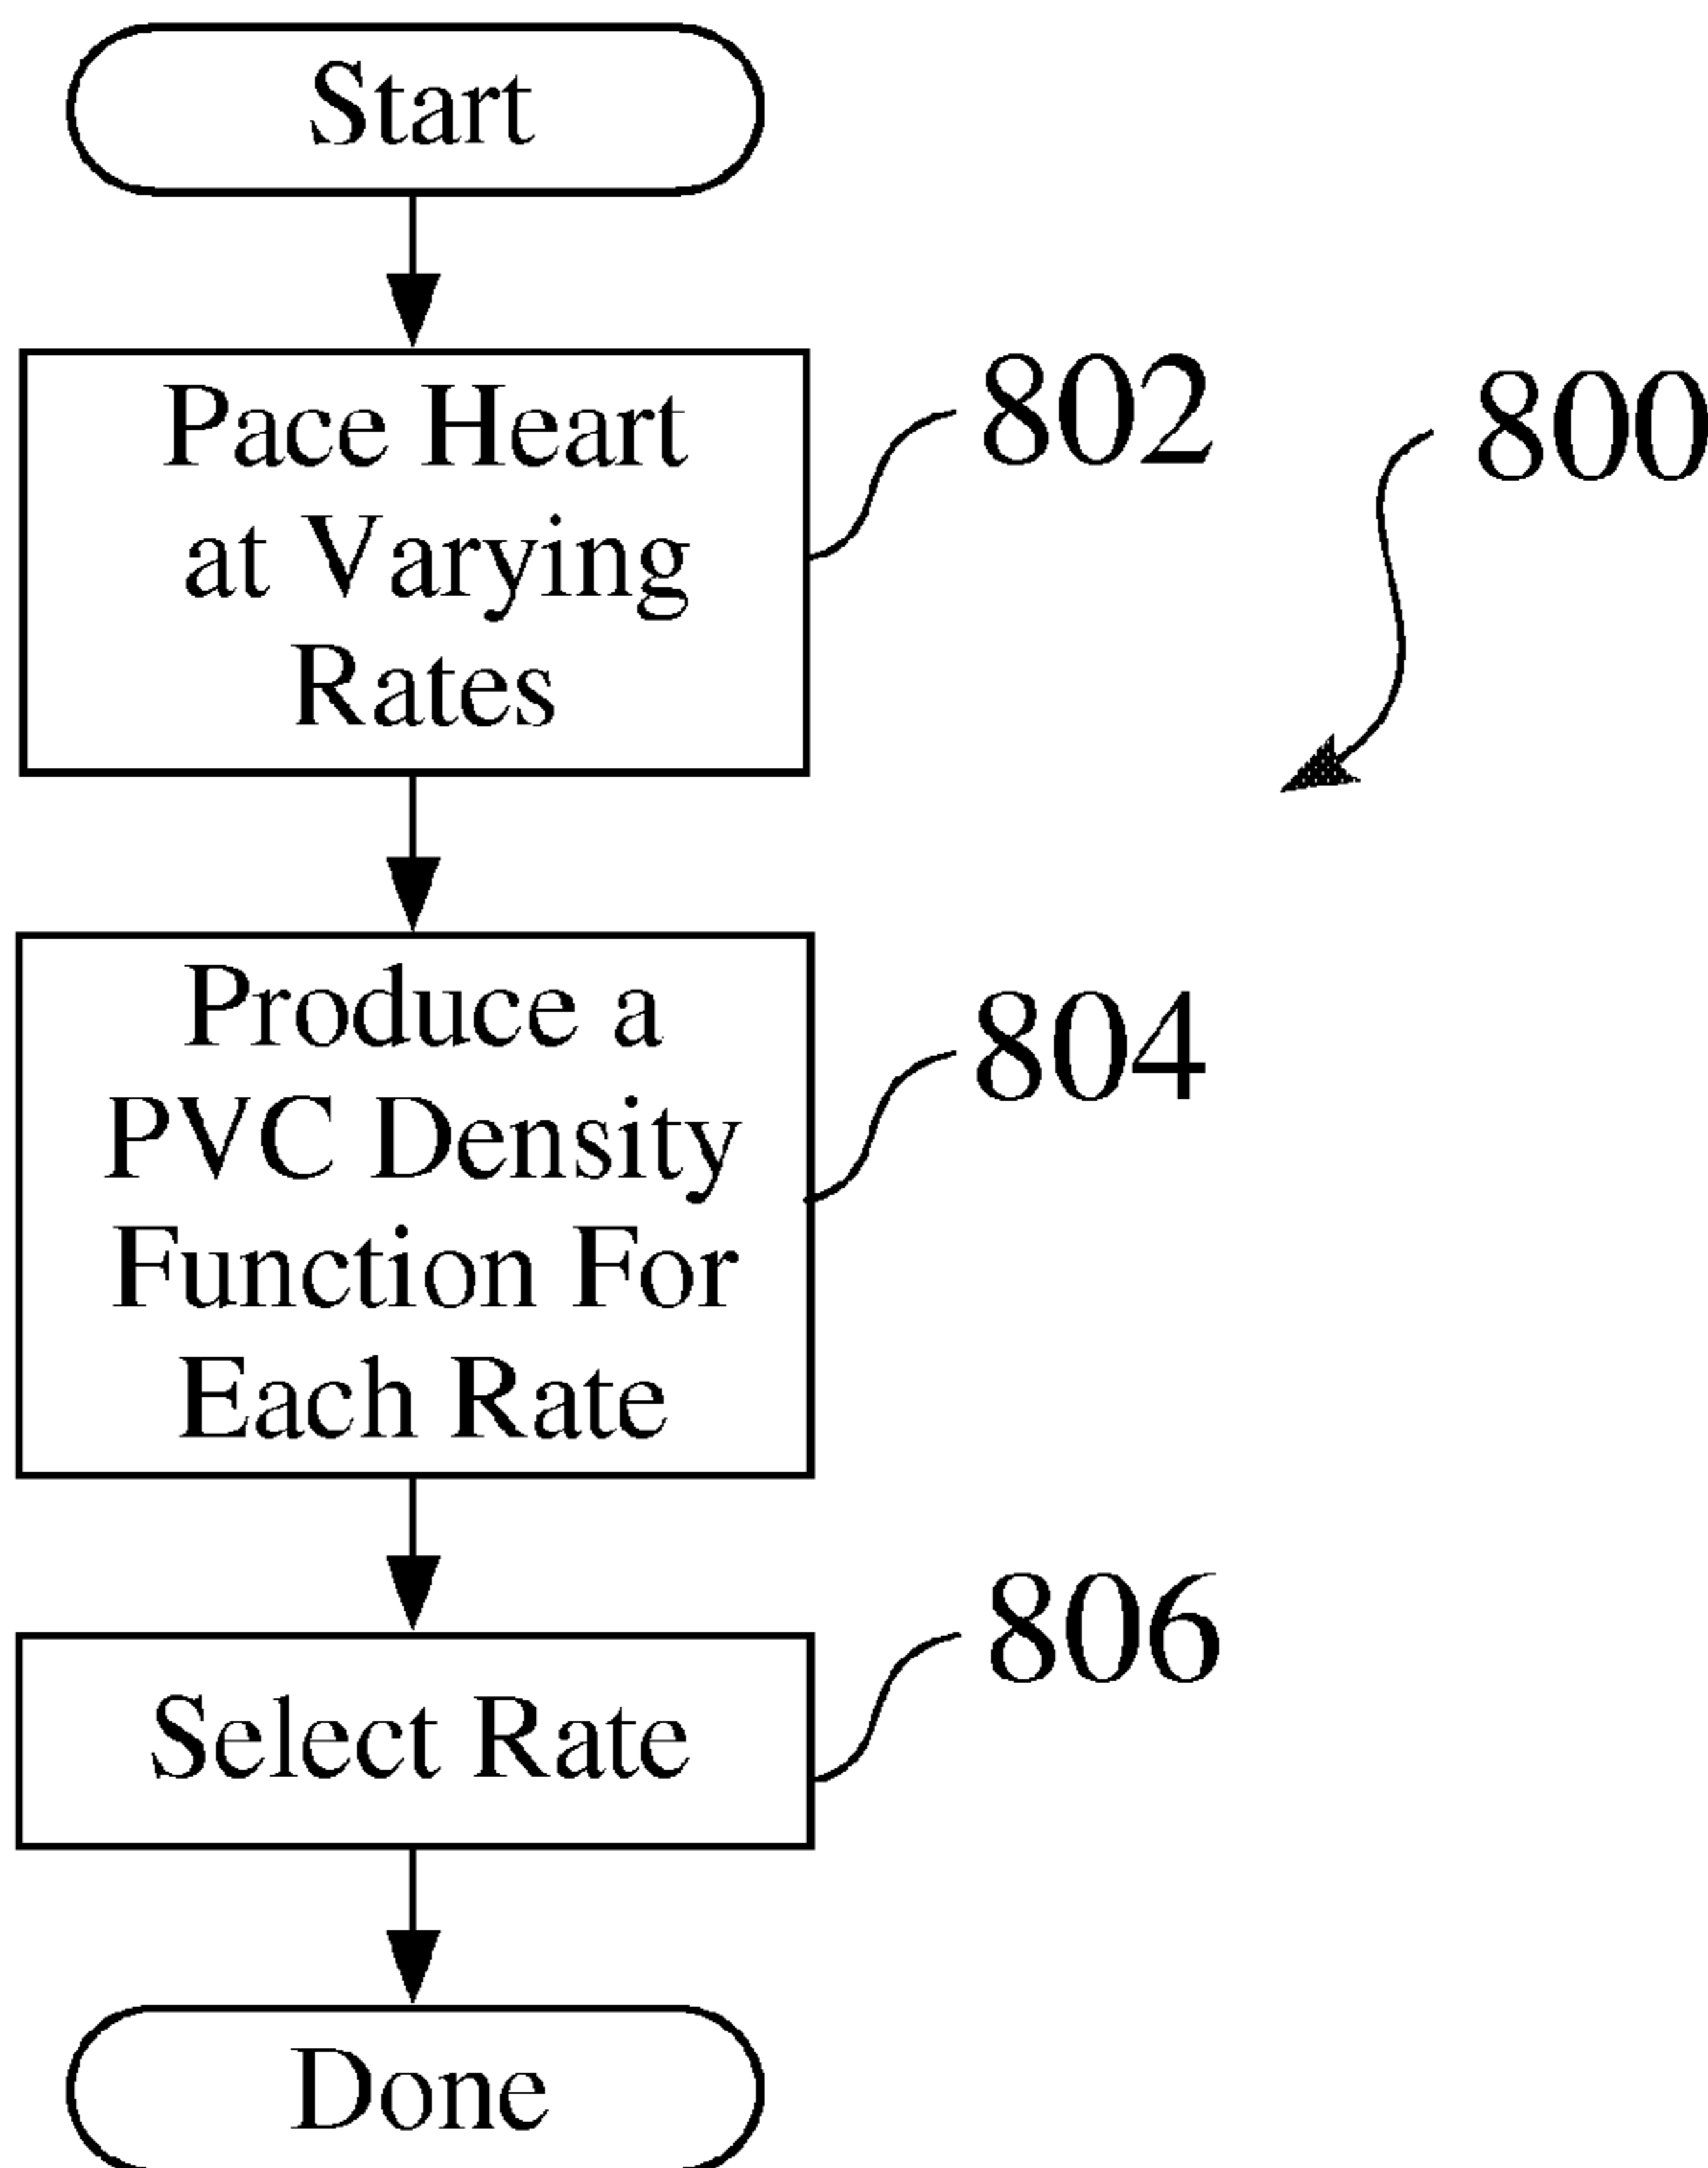 Start
Pace Heart
at Varying
Rates
802
800
Produce a
PVC Density
Function For
Each Rate
804
Select Rate
806
Done